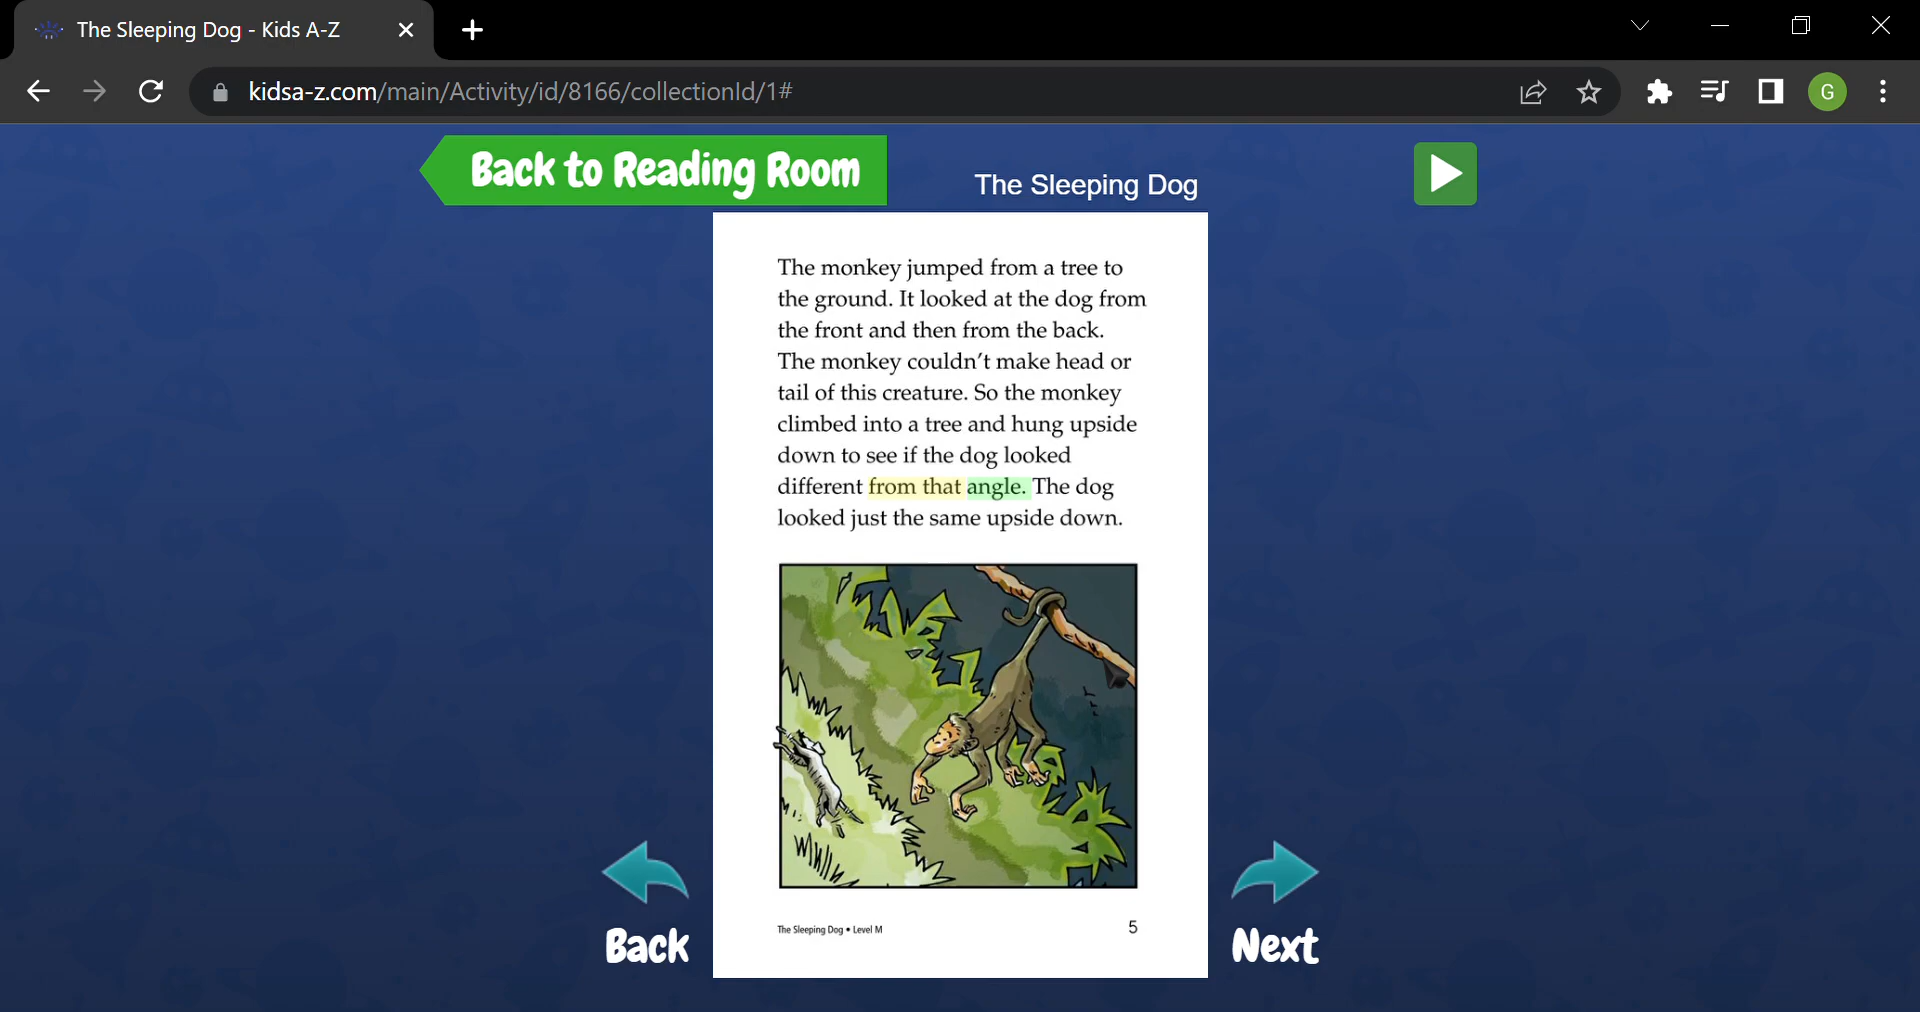 The Sleeping Dog - Kids A-Z
kidsa-z.com/main/Activity/id/8166/collectionId/1#
G
Back to Reading Room
The Sleeping Dog
The monkey jumped from a tree to
the ground. It looked at the dog from
the front and then from the back.
The monkey couldn’t make head or
tail of this creature. So the monkey
climbed into a tree and hung upside
down to see if the dog looked
different from that angle. The dog
looked just the same upside down.
The Sleeping Dog • Level M
5
Back
Next